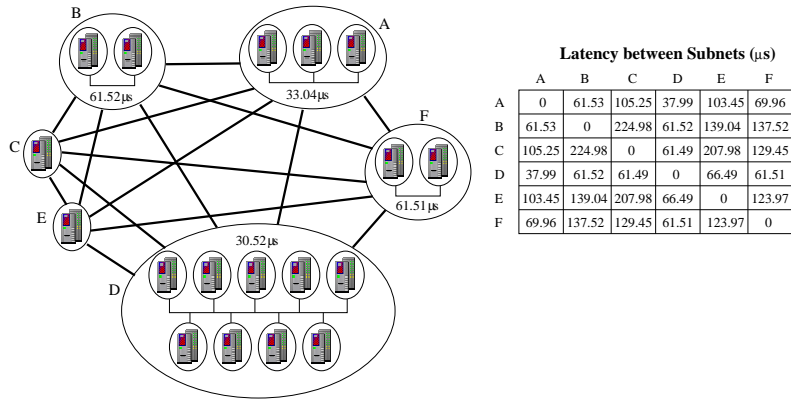 B
A
61.52µs
33.04µs
F
C
61.51µs
E
30.52µs
D
Latency between Subnets (µs)
A B C D E F
A 0 61.53 105.25 37.99 103.45 69.96
B 61.53 0 224.98 61.52 139.04 137.52
C 105.25 224.98 0 61.49 207.98 129.45
D 37.99 61.52 61.49 0 66.49 61.51
E 103.45 139.04 207.98 66.49 0 123.97
F 69.96 137.52 129.45 61.51 123.97 0